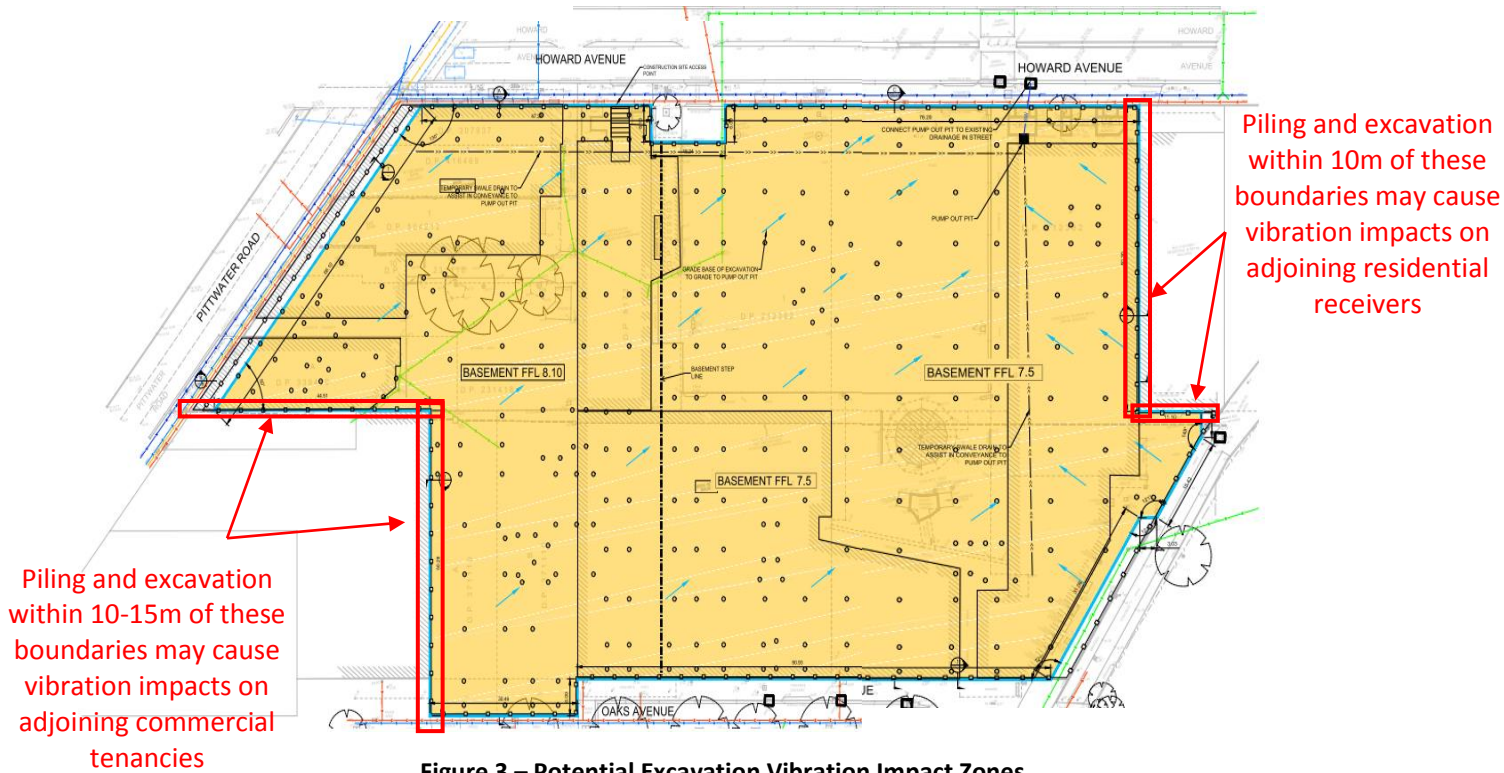 HOWARD
HOWARD AVENUE
CONSTRUCTION SITE ACCESS
POINT
HOWARD
HOWARD AVENUE
AVENUE
CONNECT PUMP OUT PIT TO EXISTING
DRAINAGE IN STREET
Piling and excavation
within 10m of these
boundaries may cause
vibration impacts on
adjoining residential
receivers
TEMPORARY SWALE DRAIN TO
ASSIST IN CONVEYANCE TO
PUMP OUT PIT
PUMP OUT PIT
PITTWATER ROAD
GRADE BASE OF EXCAVATION
TO GRADE TO PUMP OUT PIT
BASEMENT FFL 8.10
BASEMENT STEP
LINE
BASEMENT FFL 7.5
TEMPORARY SWALE DRAIN TO
ASSIST IN CONVEYANCE TO
PUMP OUT PIT
BASEMENT FFL 7.5
Piling and excavation
within 10-15m of these
boundaries may cause
vibration impacts on
adjoining commercial
tenancies
OAKS AVENUE
UE
Figure 3 – Potential Excavation Vibration Impact Zones